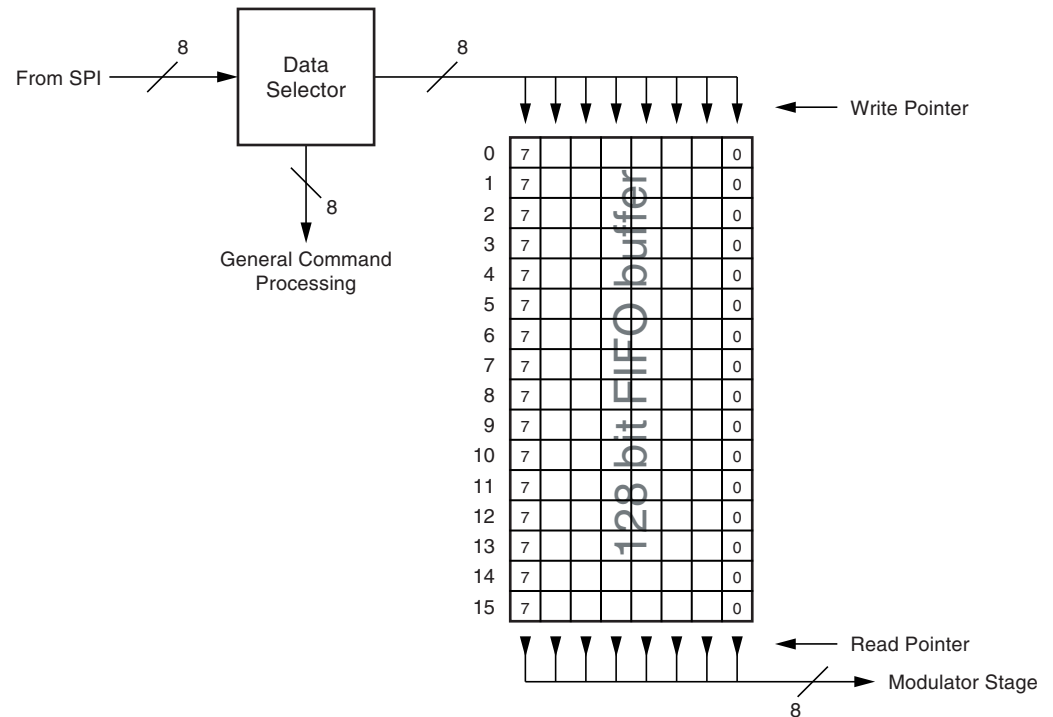 8
8
From SPI
Data
Selector
Write Pointer
8
General Command
Processing
0 7 0
1 7 0
2 7 0
3 7 0
4 7 0
5 7 0
6 7 0
7 7 0
8 7 0
9 7 0
10 7 0
11 7 0
12 7 0
13 7 0
14 7 0
15 7 0
128 bit FIFO buffer
Read Pointer
Modulator Stage
8